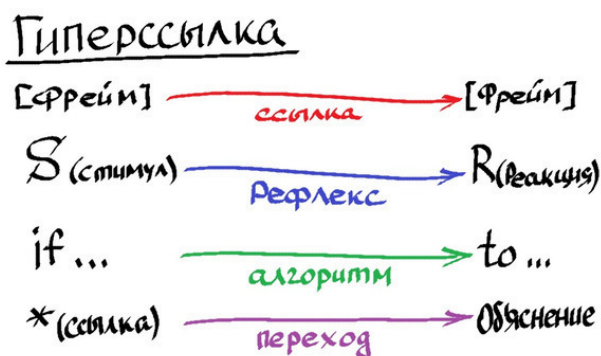 Гиперссылка
[Фрейм] ссылка [Фрейм]
S (стимул) Рефлекс R (Реакция)
if ... алгоритм to ...
* (ссылка) переход Объяснение